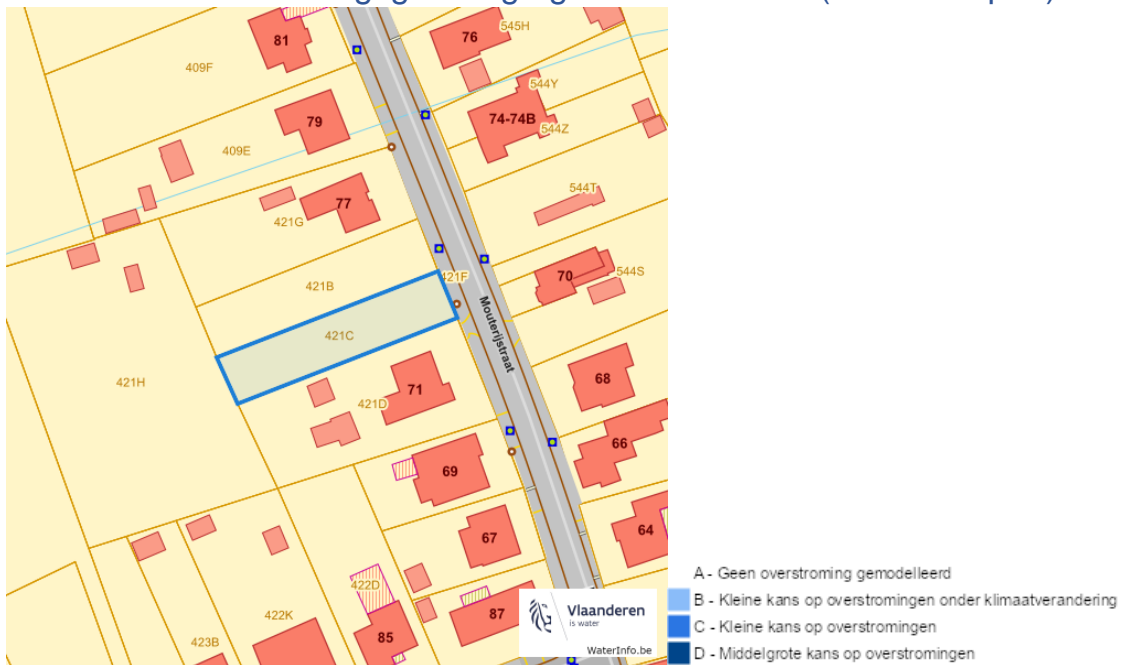 81
76
545H
409F
544Y
79
74-74B
544Z
409E
544T
77
421G
421F
70
544S
421B
Mouterijstraat
421C
68
421H
71
421D
66
69
64
67
422D
87
422K
85
423B
Vlaanderen
is water
WaterInfo.be
A - Geen overstroming gemodelleerd
B - Kleine kans op overstromingen onder klimaatverandering
C - Kleine kans op overstromingen
D - Middelgrote kans op overstromingen